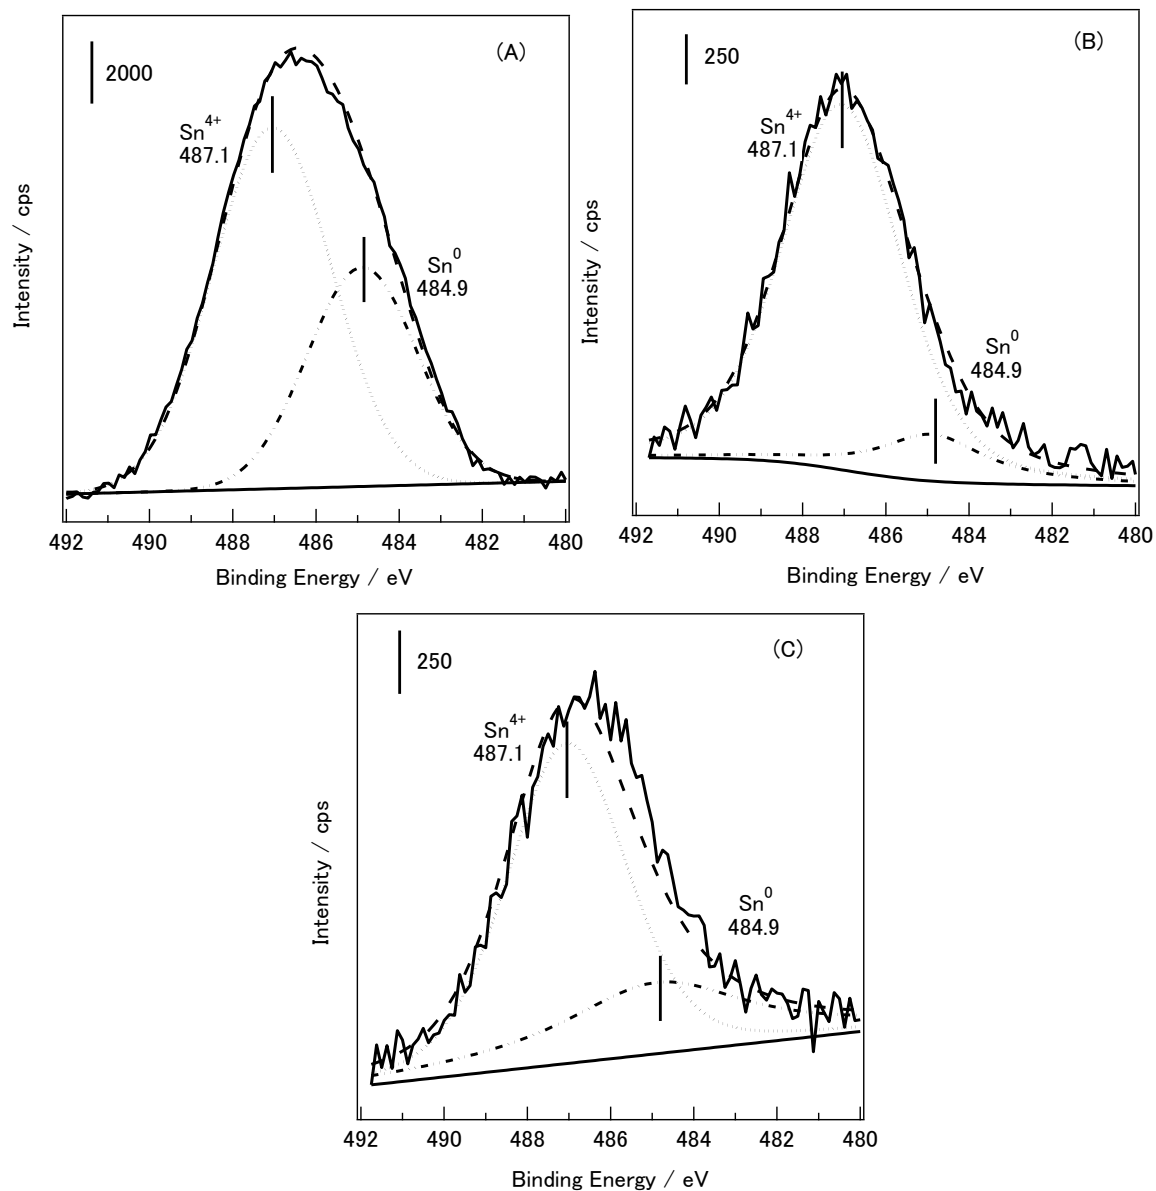 (A)
2000
Sn4+
487.1
Sn0
484.9
Intensity / cps
492 490 488 486 484 482 480
Binding Energy / eV
(B)
250
Sn4+
487.1
Sn0
484.9
Intensity / cps
492 490 488 486 484 482 480
Binding Energy / eV
(C)
250
Sn4+
487.1
Sn0
484.9
Intensity / cps
492 490 488 486 484 482 480
Binding Energy / eV